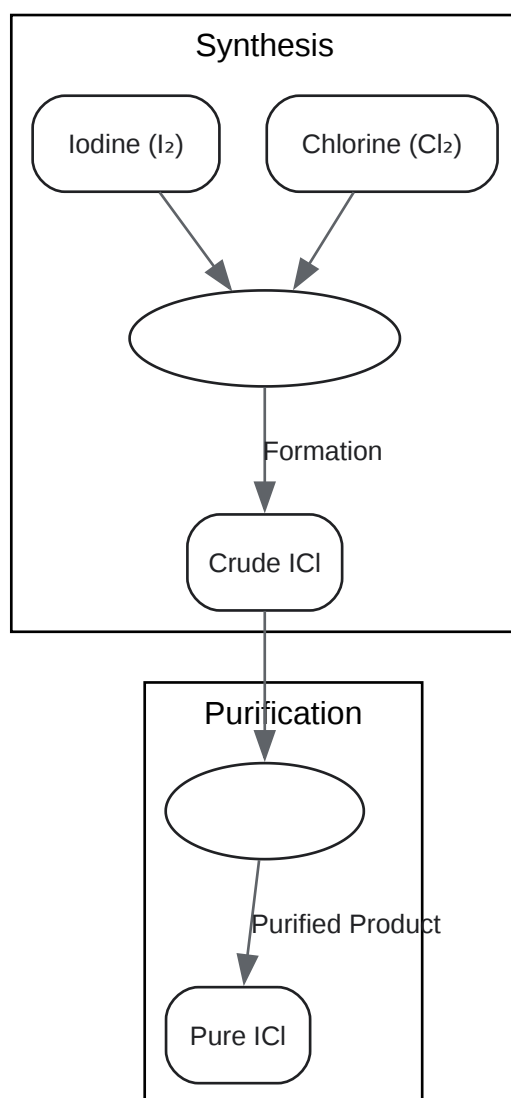 Synthesis
Iodine (I₂)
Chlorine (Cl₂)
Formation
Crude ICl
Purification
Purified Product
Pure ICl